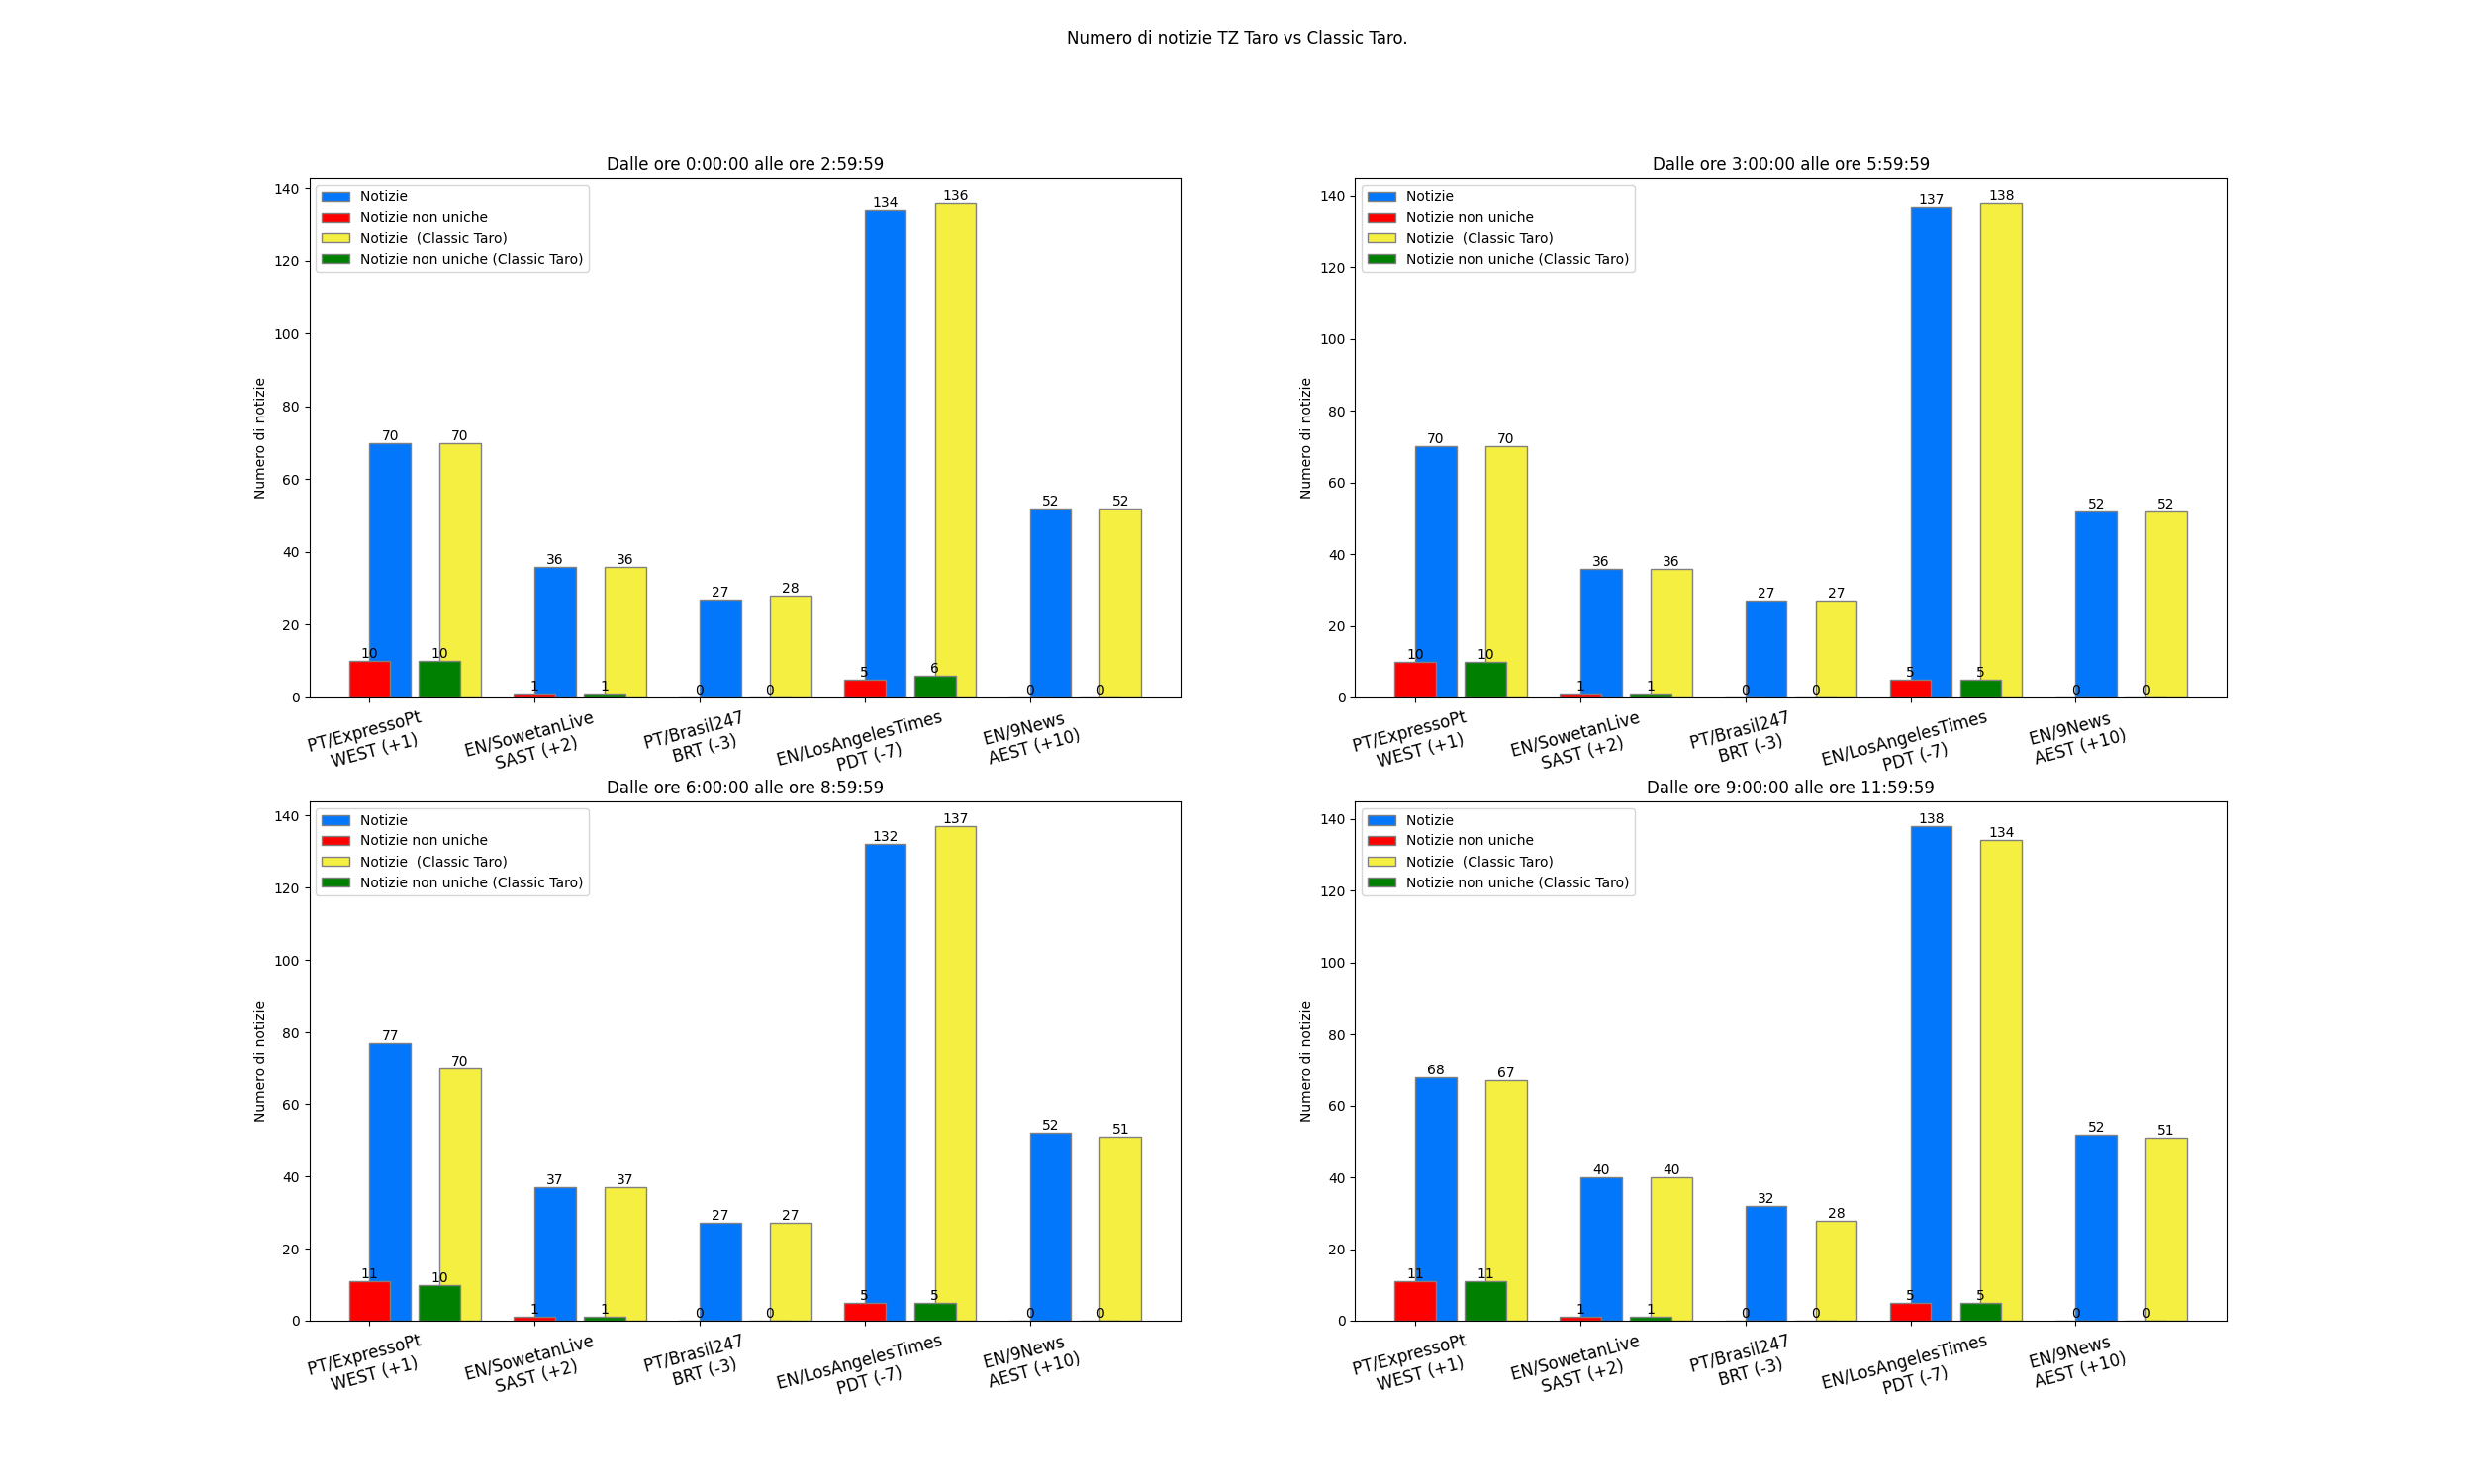 Numero di notizie TZ Taro vs Classic Taro.
Dalle ore 0:00:00 alle ore 2:59:59
Notizie
Notizie non uniche
Notizie  (Classic Taro)
Notizie non uniche (Classic Taro)
Numero di notizie
140
120
100
80
60
40
20
0
70 70 36 36 27 28 134 136 52 52
10 10 1 1 0 0 5 6 0 0
PT/ExpressoPt
WEST (+1)
EN/SowetanLive
SAST (+2)
PT/Brasil247
BRT (-3)
EN/LosAngelesTimes
PDT (-7)
EN/9News
AEST (+10)
Dalle ore 3:00:00 alle ore 5:59:59
Notizie
Notizie non uniche
Notizie  (Classic Taro)
Notizie non uniche (Classic Taro)
Numero di notizie
140
120
100
80
60
40
20
0
70 70 36 36 27 27 137 138 52 52
10 10 1 1 0 0 5 5 0 0
PT/ExpressoPt
WEST (+1)
EN/SowetanLive
SAST (+2)
PT/Brasil247
BRT (-3)
EN/LosAngelesTimes
PDT (-7)
EN/9News
AEST (+10)
Dalle ore 6:00:00 alle ore 8:59:59
Notizie
Notizie non uniche
Notizie  (Classic Taro)
Notizie non uniche (Classic Taro)
Numero di notizie
140
120
100
80
60
40
20
0
77 70 37 37 27 27 132 137 52 51
11 10 1 1 0 0 5 5 0 0
PT/ExpressoPt
WEST (+1)
EN/SowetanLive
SAST (+2)
PT/Brasil247
BRT (-3)
EN/LosAngelesTimes
PDT (-7)
EN/9News
AEST (+10)
Dalle ore 9:00:00 alle ore 11:59:59
Notizie
Notizie non uniche
Notizie  (Classic Taro)
Notizie non uniche (Classic Taro)
Numero di notizie
140
120
100
80
60
40
20
0
68 67 40 40 32 28 138 134 52 51
11 11 1 1 0 0 5 5 0 0
PT/ExpressoPt
WEST (+1)
EN/SowetanLive
SAST (+2)
PT/Brasil247
BRT (-3)
EN/LosAngelesTimes
PDT (-7)
EN/9News
AEST (+10)